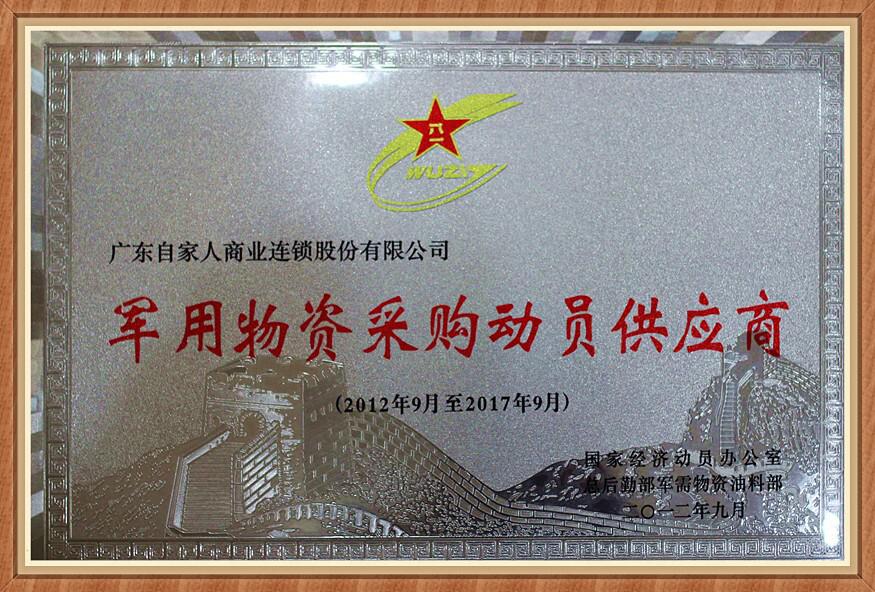 八一
WUZI
广东自家人商业连锁股份有限公司
军用物资采购动员供应商
(2012年9月至2017年9月)
国家经济动员办公室
总后勤部军需物资油料部
二〇一二年九月